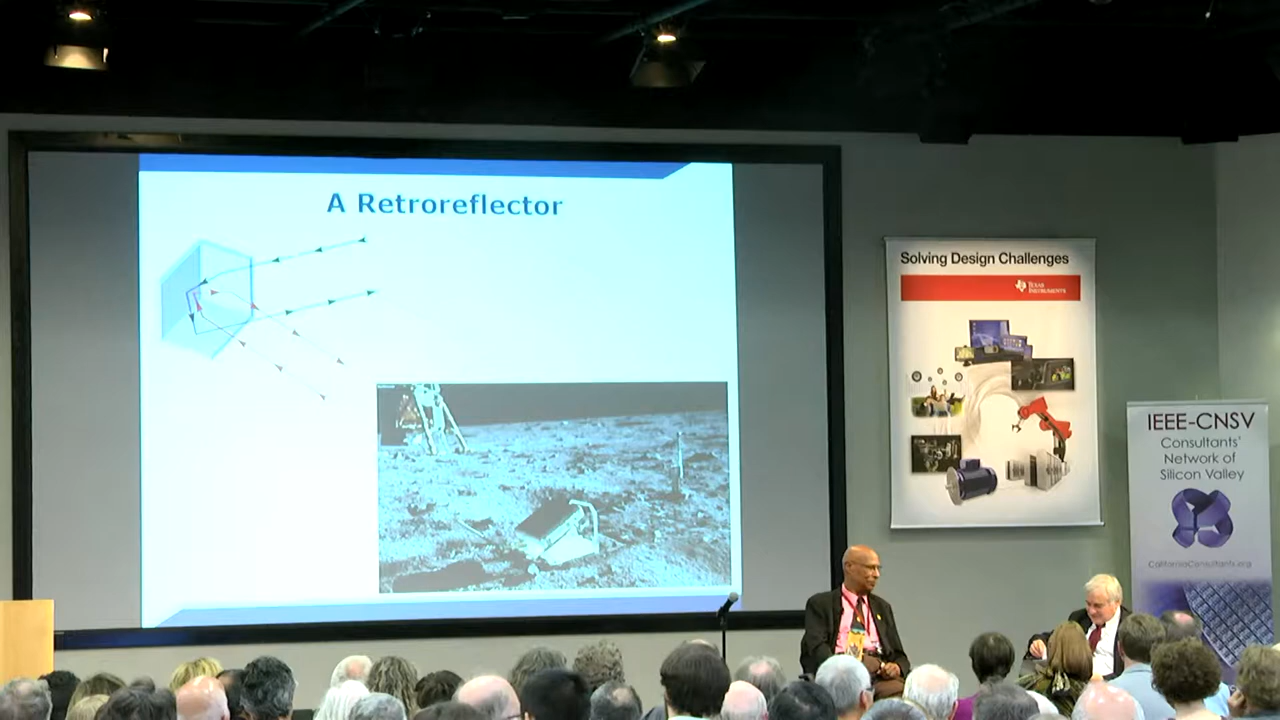 A Retroreflector
Solving Design Challenges
TEXAS
INSTRUMENTS
IEEE-CNSV
Consultants'
Network of
Silicon Valley
CaliforniaConsultants.org